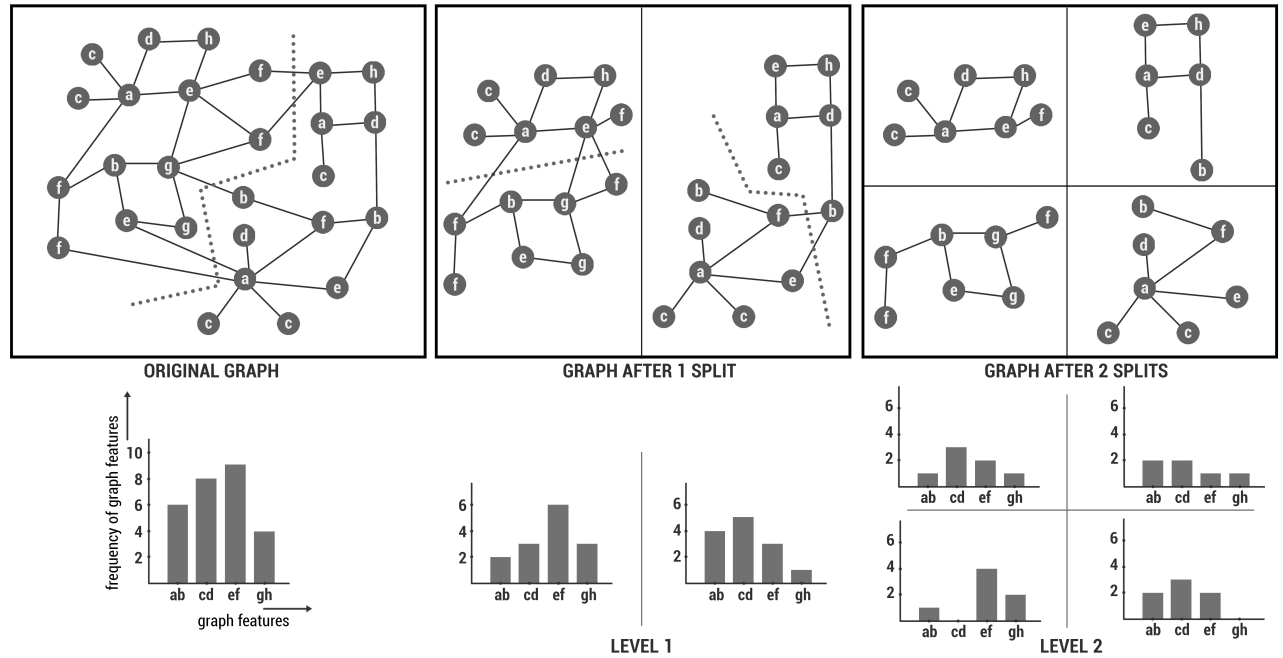 d h
c
f e h
c a e
a d
f
b g c
f
b
e g f b
d
f
a
e
c c
e h
d h
c
f a d
c a e
c
f b
b g f b
f d
e g a
f e
c c
e h
d h
c a d
f
c a e
c
b
b
f
b g f
d
f
a e
e g
f
c c
ORIGINAL GRAPH
GRAPH AFTER 1 SPLIT
GRAPH AFTER 2 SPLITS
frequency of graph features
10
8
6
4
2
ab cd ef gh
graph features
6
4
2
ab cd ef gh
6
4
2
ab cd ef gh
LEVEL 1
6
4
2
ab cd ef gh
6
4
2
ab cd ef gh
6
4
2
ab cd ef gh
6
4
2
ab cd ef gh
LEVEL 2